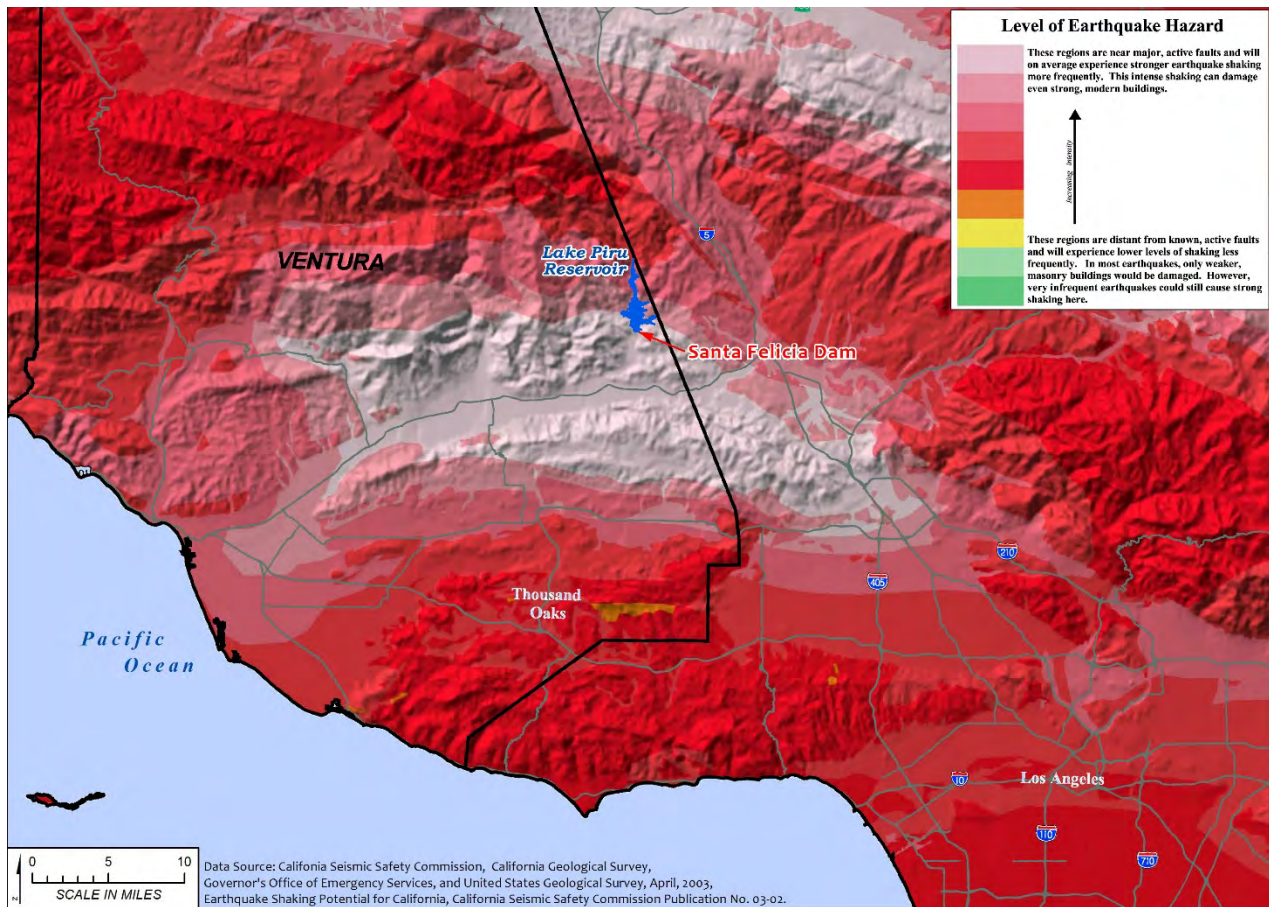 Level of Earthquake Hazard
These regions are near major, active faults and will
on average experience stronger earthquake shaking
more frequently. This intense shaking can damage
even strong, modern buildings.
Increasing intensity
These regions are distant from known, active faults
and will experience lower levels of shaking less
frequently. In most earthquakes, only weaker,
masonry buildings would be damaged. However,
very infrequent earthquakes could still cause strong
shaking here.
5
VENTURA
Lake Piru
Reservoir
Santa Felicia Dam
101
210
405
Thousand
Oaks
Pacific
Ocean
10
Los Angeles
110
710
0 5 10
SCALE IN MILES
N
Data Source: Califonia Seismic Safety Commission, California Geological Survey,
Governor's Office of Emergency Services, and United States Geological Survey, April, 2003,
Earthquake Shaking Potential for California, California Seismic Safety Commission Publication No. 03-02.